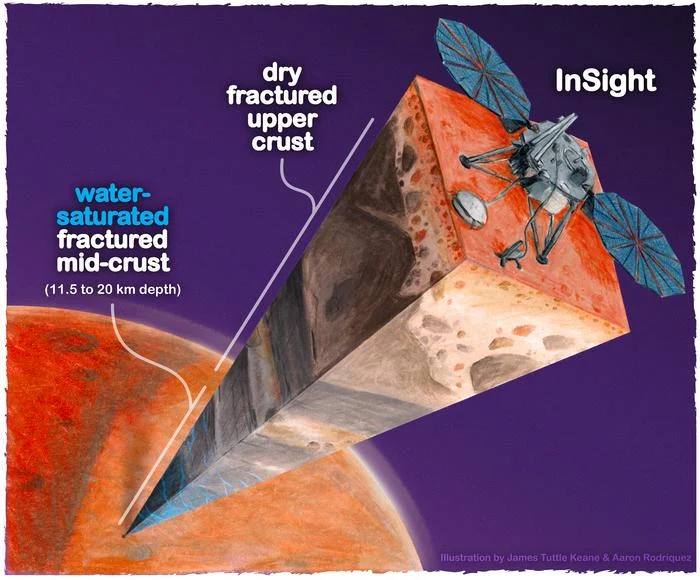 InSight
dry
fractured
upper
crust
water-
saturated
fractured
mid-crust
(11.5 to 20 km depth)
Illustration by James Tuttle Keane & Aaron Rodriquez